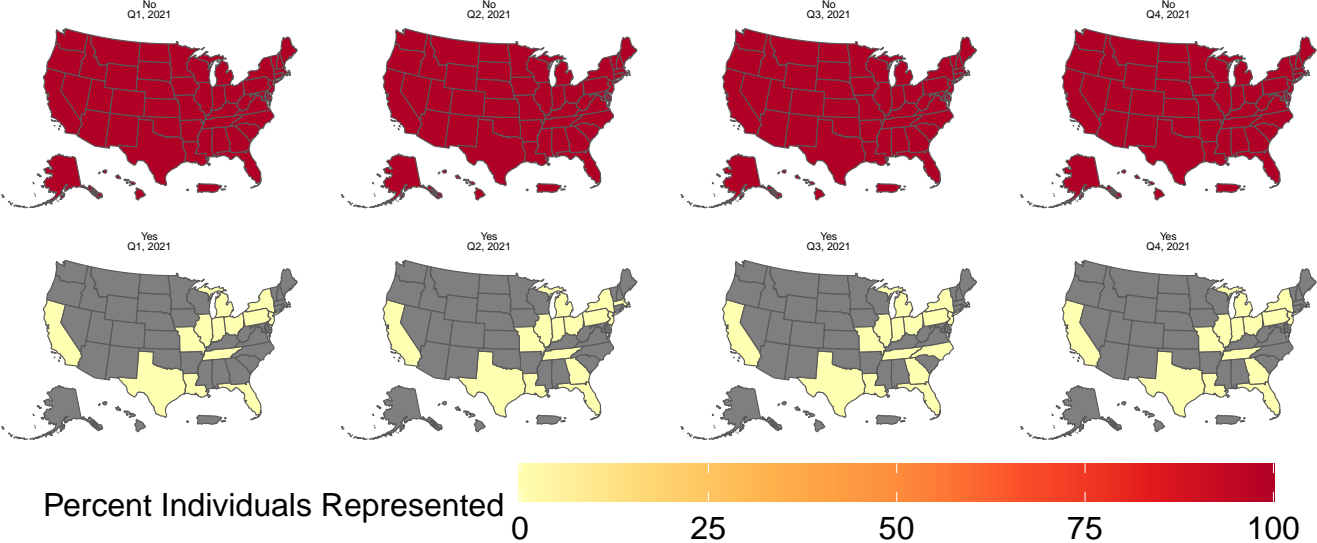 No
Q1, 2021
No
Q2, 2021
No
Q3, 2021
No
Q4, 2021
Yes
Q1, 2021
Yes
Q2, 2021
Yes
Q3, 2021
Yes
Q4, 2021
Percent Individuals Represented
0 25 50 75 100